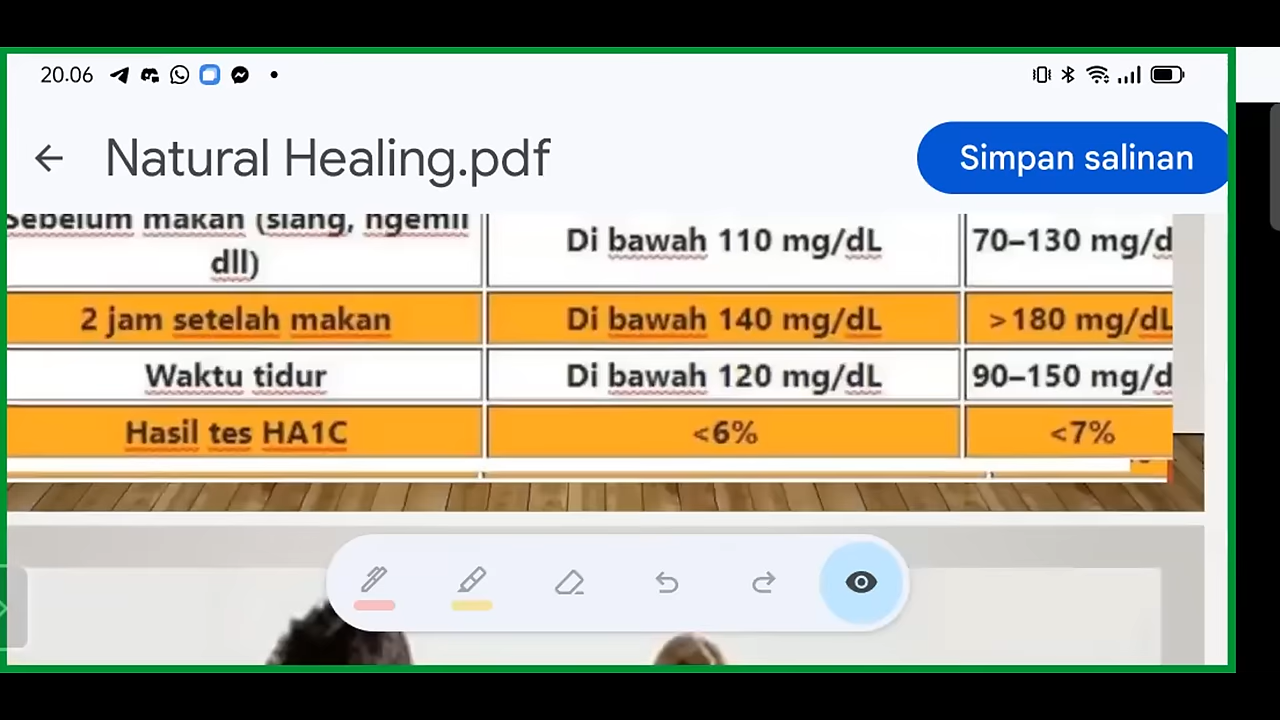 20.06
Natural Healing.pdf
Simpan salinan
Sebelum makan (siang, ngemil
dll)
Di bawah 110 mg/dL
70–130 mg/d
2 jam setelah makan
Di bawah 140 mg/dL
>180 mg/dL
Waktu tidur
Di bawah 120 mg/dL
90–150 mg/d
Hasil tes HA1C
<6%
<7%